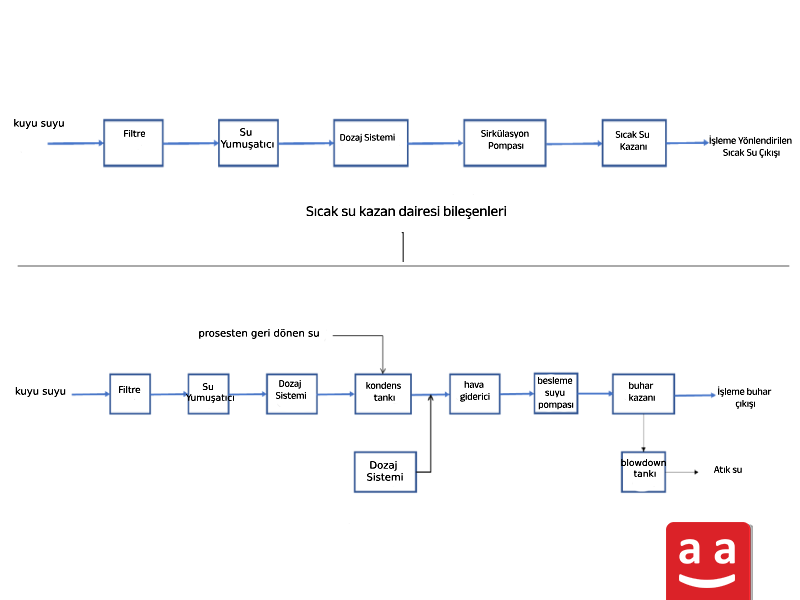 kuyu suyu
Filtre
Su
Yumuşatıcı
Dozaj Sistemi
Sirkülasyon
Pompası
Sıcak Su
Kazanı
İşleme Yönlendirilen
Sıcak Su Çıkışı
Sıcak su kazan dairesi bileşenleri
prosesten geri dönen su
kuyu suyu
Filtre
Su
Yumuşatıcı
Dozaj
Sistemi
kondens
tankı
hava
giderici
besleme
suyu
pompası
buhar
kazanı
İşleme buhar
çıkışı
Dozaj
Sistemi
blowdown
tankı
Atık su
a a